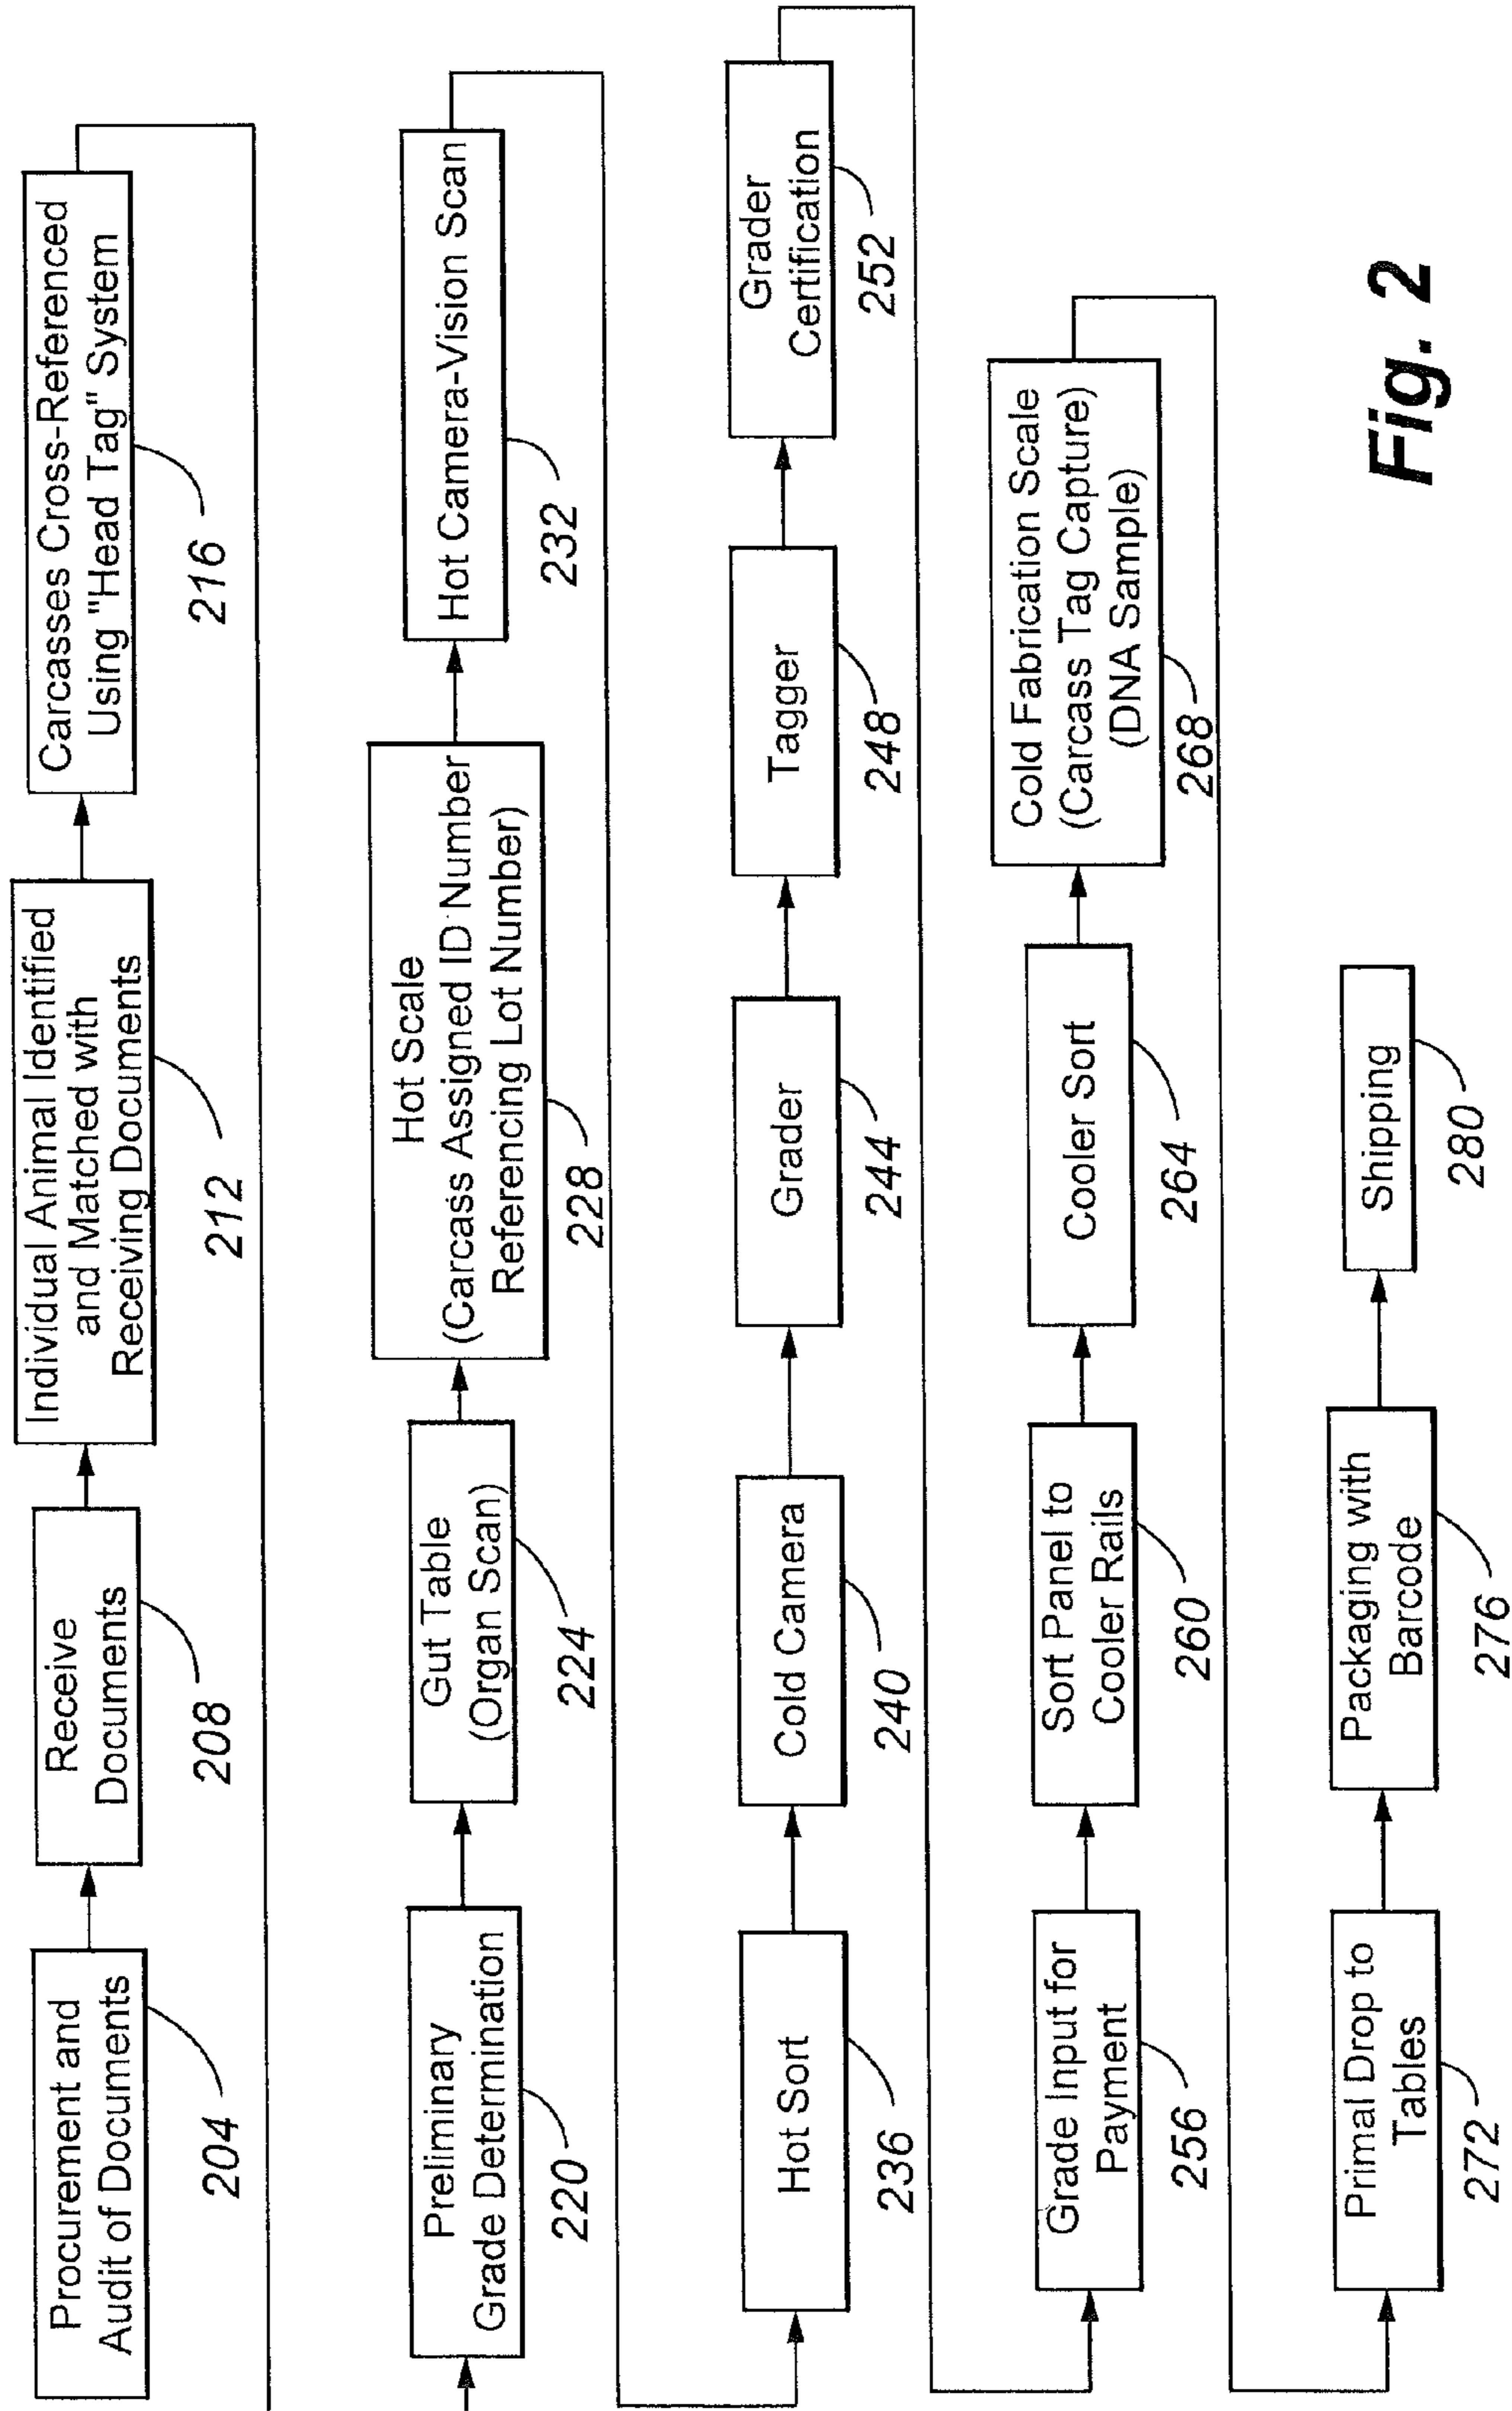 Procurement and
Audit of Documents
204
Receive
Documents
208
Individual Animal Identified
and Matched with
Receiving Documents
212
Carcasses Cross-Referenced
Using "Head Tag" System
216
Preliminary
Grade Determination
220
Gut Table
(Organ Scan)
224
Hot Scale
(Carcass Assigned ID Number
Referencing Lot Number)
228
Hot Camera-Vision Scan
232
Hot Sort
236
Cold Camera
240
Grader
244
Tagger
248
Grader
Certification
252
Grade Input for
Payment
256
Sort Panel to
Cooler Rails
260
Cooler Sort
264
Cold Fabrication Scale
(Carcass Tag Capture)
(DNA Sample)
268
Primal Drop to
Tables
272
Packaging with
Barcode
276
Shipping
280
Fig. 2